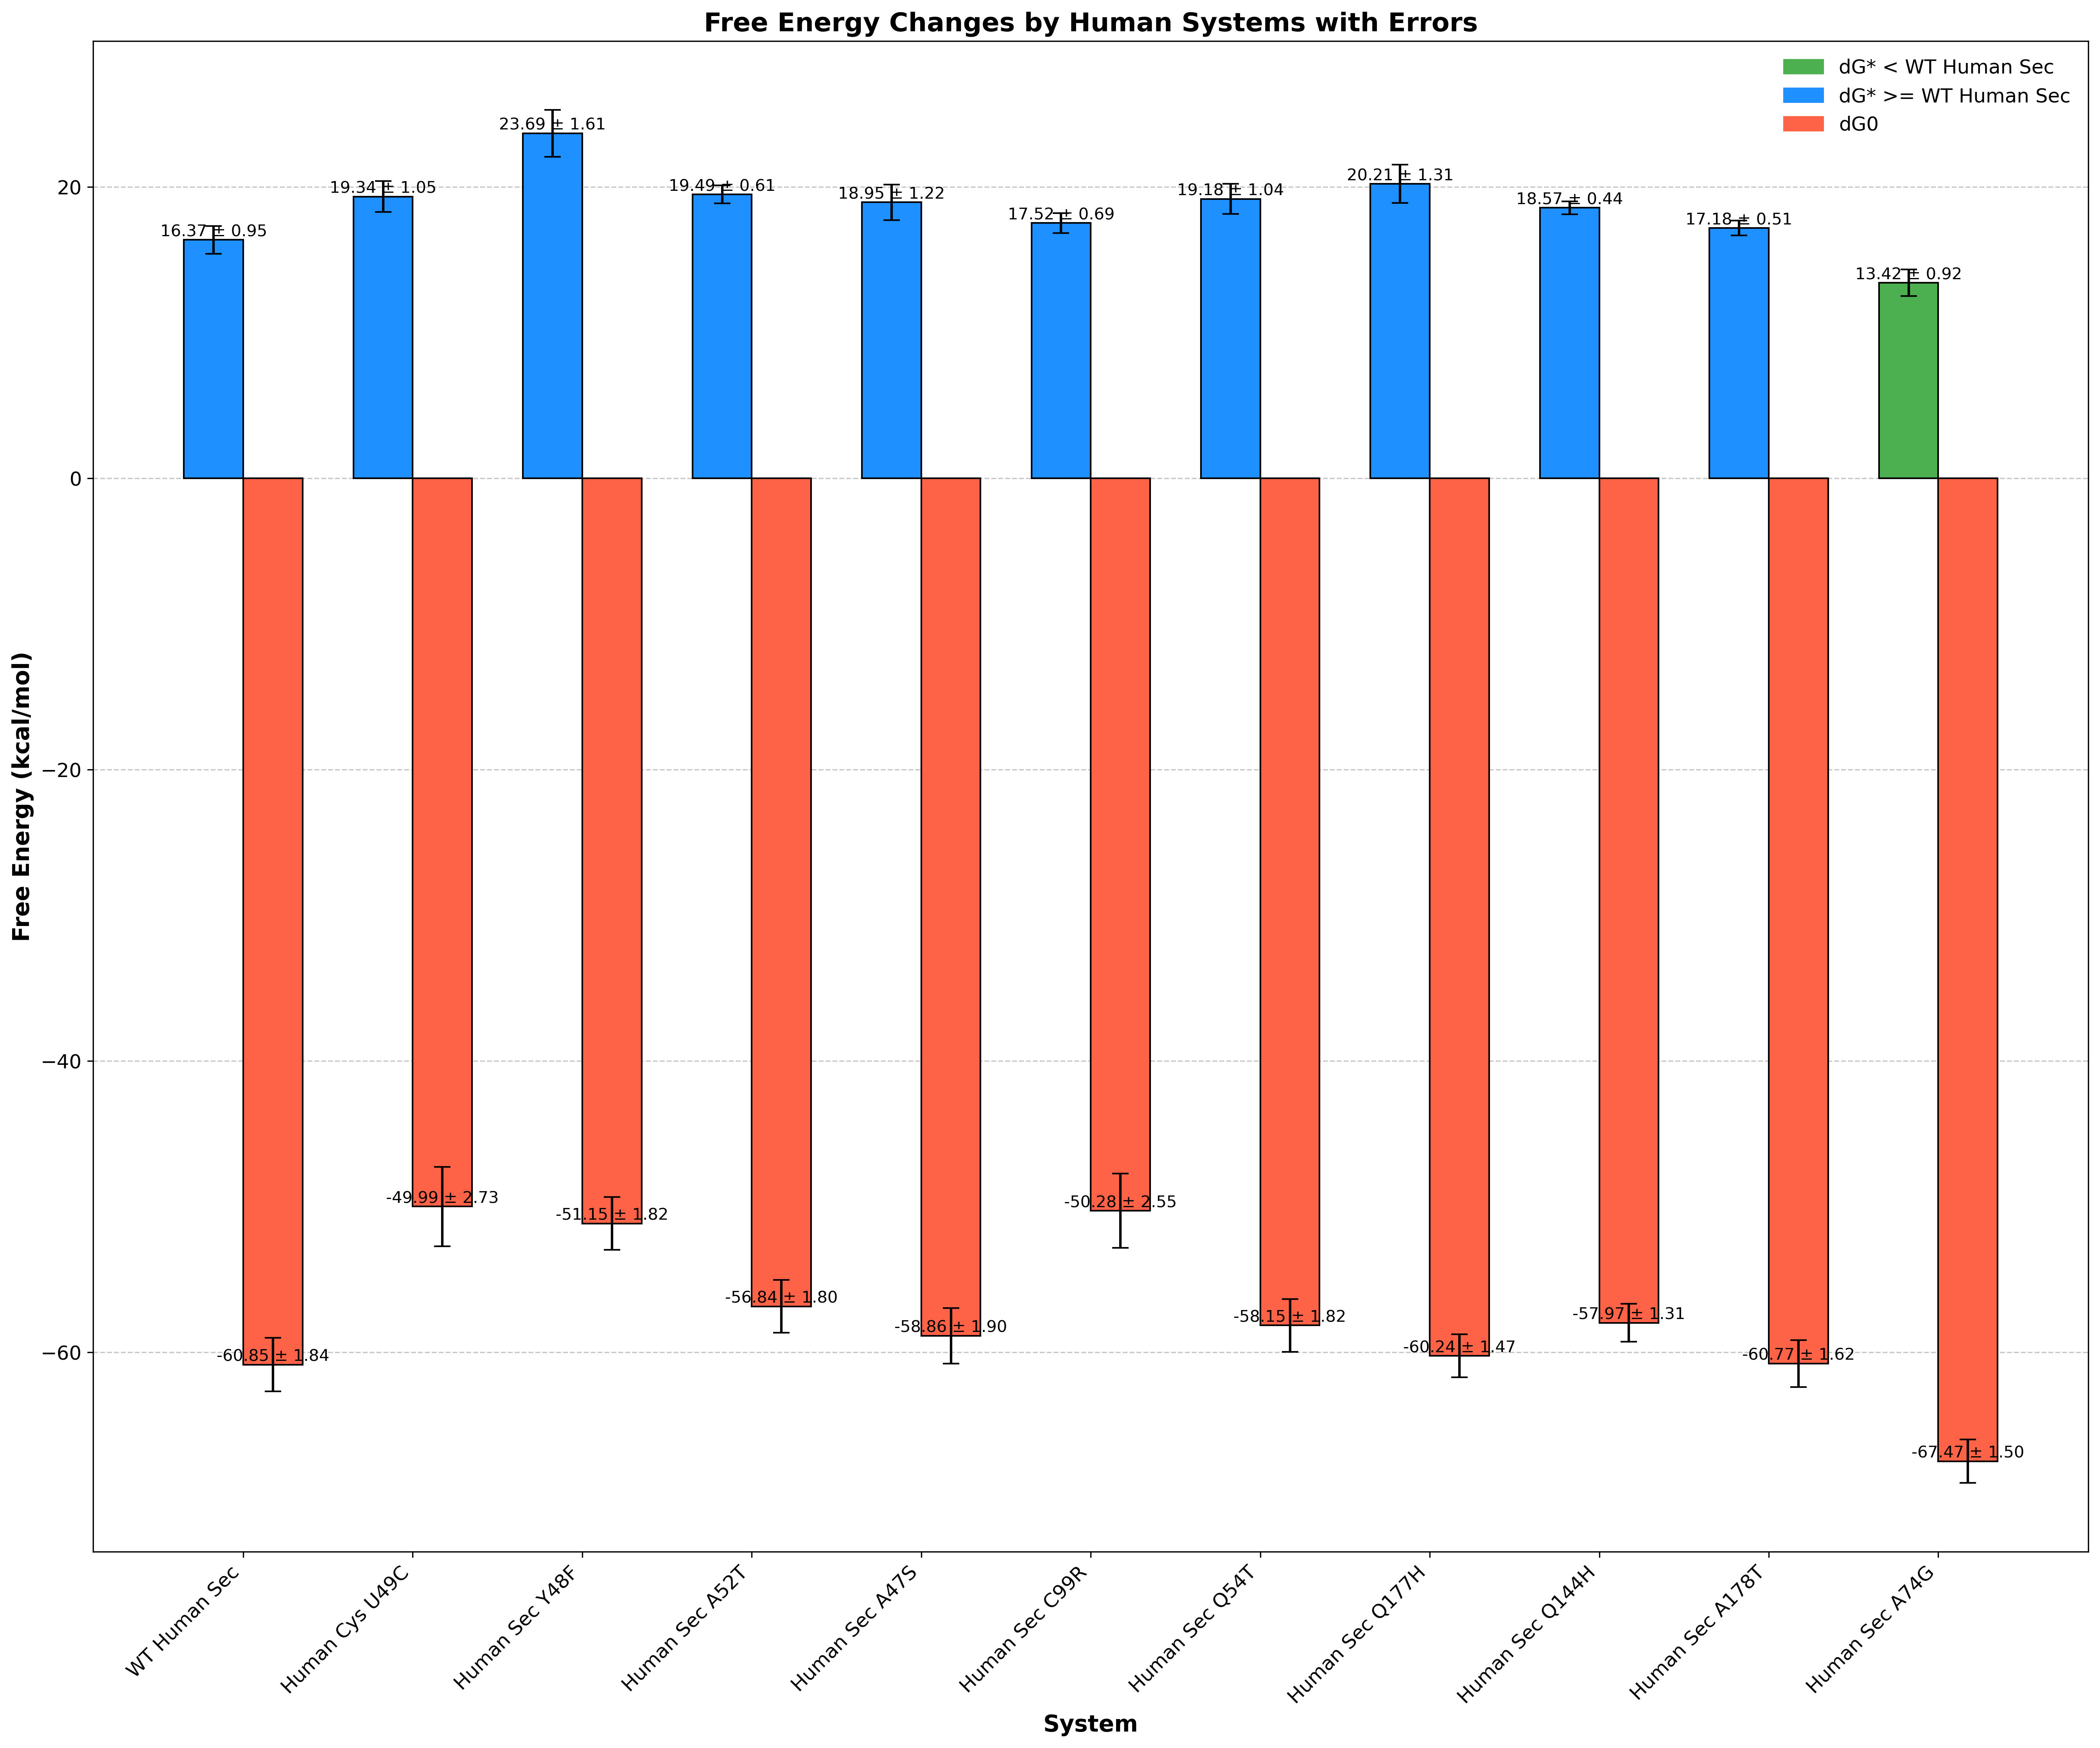 Free Energy Changes by Human Systems with Errors
dG* < WT Human Sec
dG* >= WT Human Sec
dG0
Free Energy (kcal/mol)
20
0
−20
−40
−60
16.37 ± 0.95
19.34 ± 1.05
23.69 ± 1.61
19.49 ± 0.61
18.95 ± 1.22
17.52 ± 0.69
19.18 ± 1.04
20.21 ± 1.31
18.57 ± 0.44
17.18 ± 0.51
13.42 ± 0.92
-60.85 ± 1.84
-49.99 ± 2.73
-51.15 ± 1.82
-56.84 ± 1.80
-58.86 ± 1.90
-50.28 ± 2.55
-58.15 ± 1.82
-60.24 ± 1.47
-57.97 ± 1.31
-60.77 ± 1.62
-67.47 ± 1.50
WT Human Sec
Human Cys U49C
Human Sec Y48F
Human Sec A52T
Human Sec A47S
Human Sec C99R
Human Sec Q54T
Human Sec Q177H
Human Sec Q144H
Human Sec A178T
Human Sec A74G
System